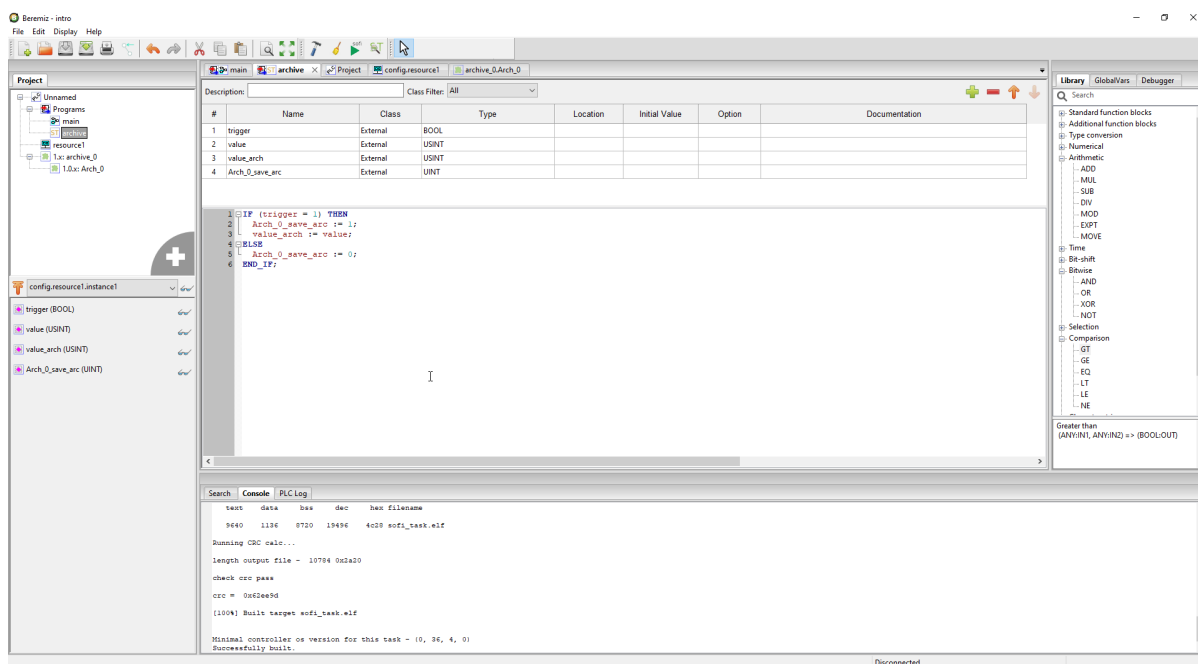 Beremiz - intro
File Edit Display Help
main
archive
Project
config.resource1
archive_0.Arch_0
Project
Unnamed
Programs
main
ST archive
resource1
1.x: archive_0
1.0.x: Arch_0
config.resource1.instance1
trigger (BOOL)
value (USINT)
value_arch (USINT)
Arch_0_save_arc (UINT)
Description:
Class Filter: All
# Name Class Type Location Initial Value Option Documentation
1 trigger External BOOL
2 value External USINT
3 value_arch External USINT
4 Arch_0_save_arc External UINT
1 IF (trigger = 1) THEN
2 Arch_0_save_arc := 1;
3 value_arch := value;
4 ELSE
5 Arch_0_save_arc := 0;
6 END_IF;
Library GlobalVars Debugger
Search
Standard function blocks
Additional function blocks
Type conversion
Numerical
Arithmetic
ADD
MUL
SUB
DIV
MOD
EXPT
MOVE
Time
Bit-shift
Bitwise
AND
OR
XOR
NOT
Selection
Comparison
GT
GE
EQ
LT
LE
NE
Greater than
(ANY:IN1, ANY:IN2) => (BOOL:OUT)
Search Console PLC Log
text data bss dec hex filename
9640 1136 8720 19496 4c28 sofi_task.elf
Running CRC calc...
length output file - 10784 0x2a20
check crc pass
crc = 0x62ee9d
[100%] Built target sofi_task.elf
Minimal controller os version for this task - (0, 36, 4, 0)
Successfully built.
Disconnected